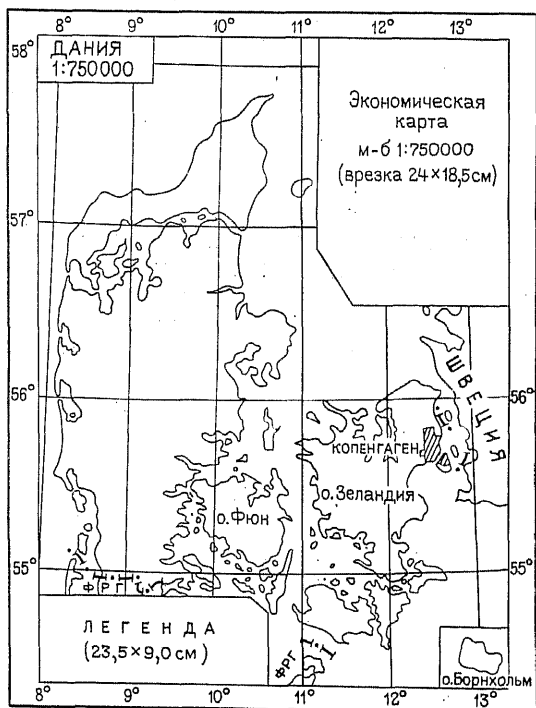 8° 9° 10° 11° 12° 13°
58°
ДАНИЯ
1:750000
Экономическая
карта
м-б 1:750000
(врезка 24×18,5см)
57°
56° 56°
ШВЕЦИЯ
КОПЕНГАГЕН
о. Зеландия
о. Фюн
55° 55°
ФРГ
ЛЕГЕНДА
(23,5×9,0см)
ФРГ
о. Борнхольм
8° 9° 10° 11° 12° 13°